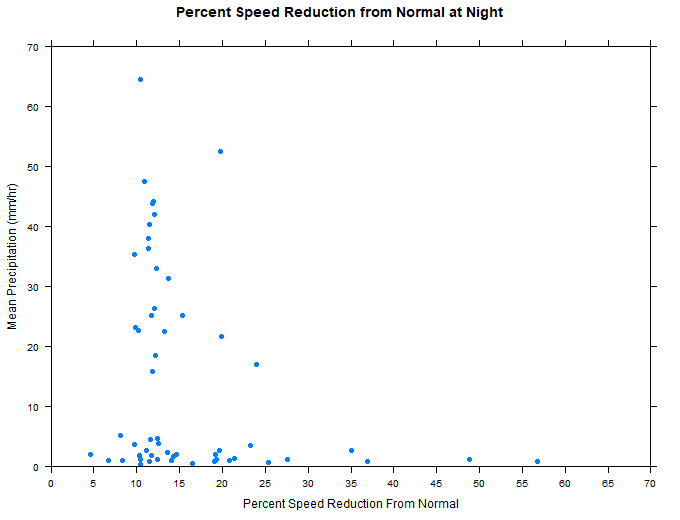 Percent Speed Reduction from Normal at Night
70
60
50
40
30
20
10
0
Mean Precipitation (mm/hr)
0 5 10 15 20 25 30 35 40 45 50 55 60 65 70
Percent Speed Reduction From Normal